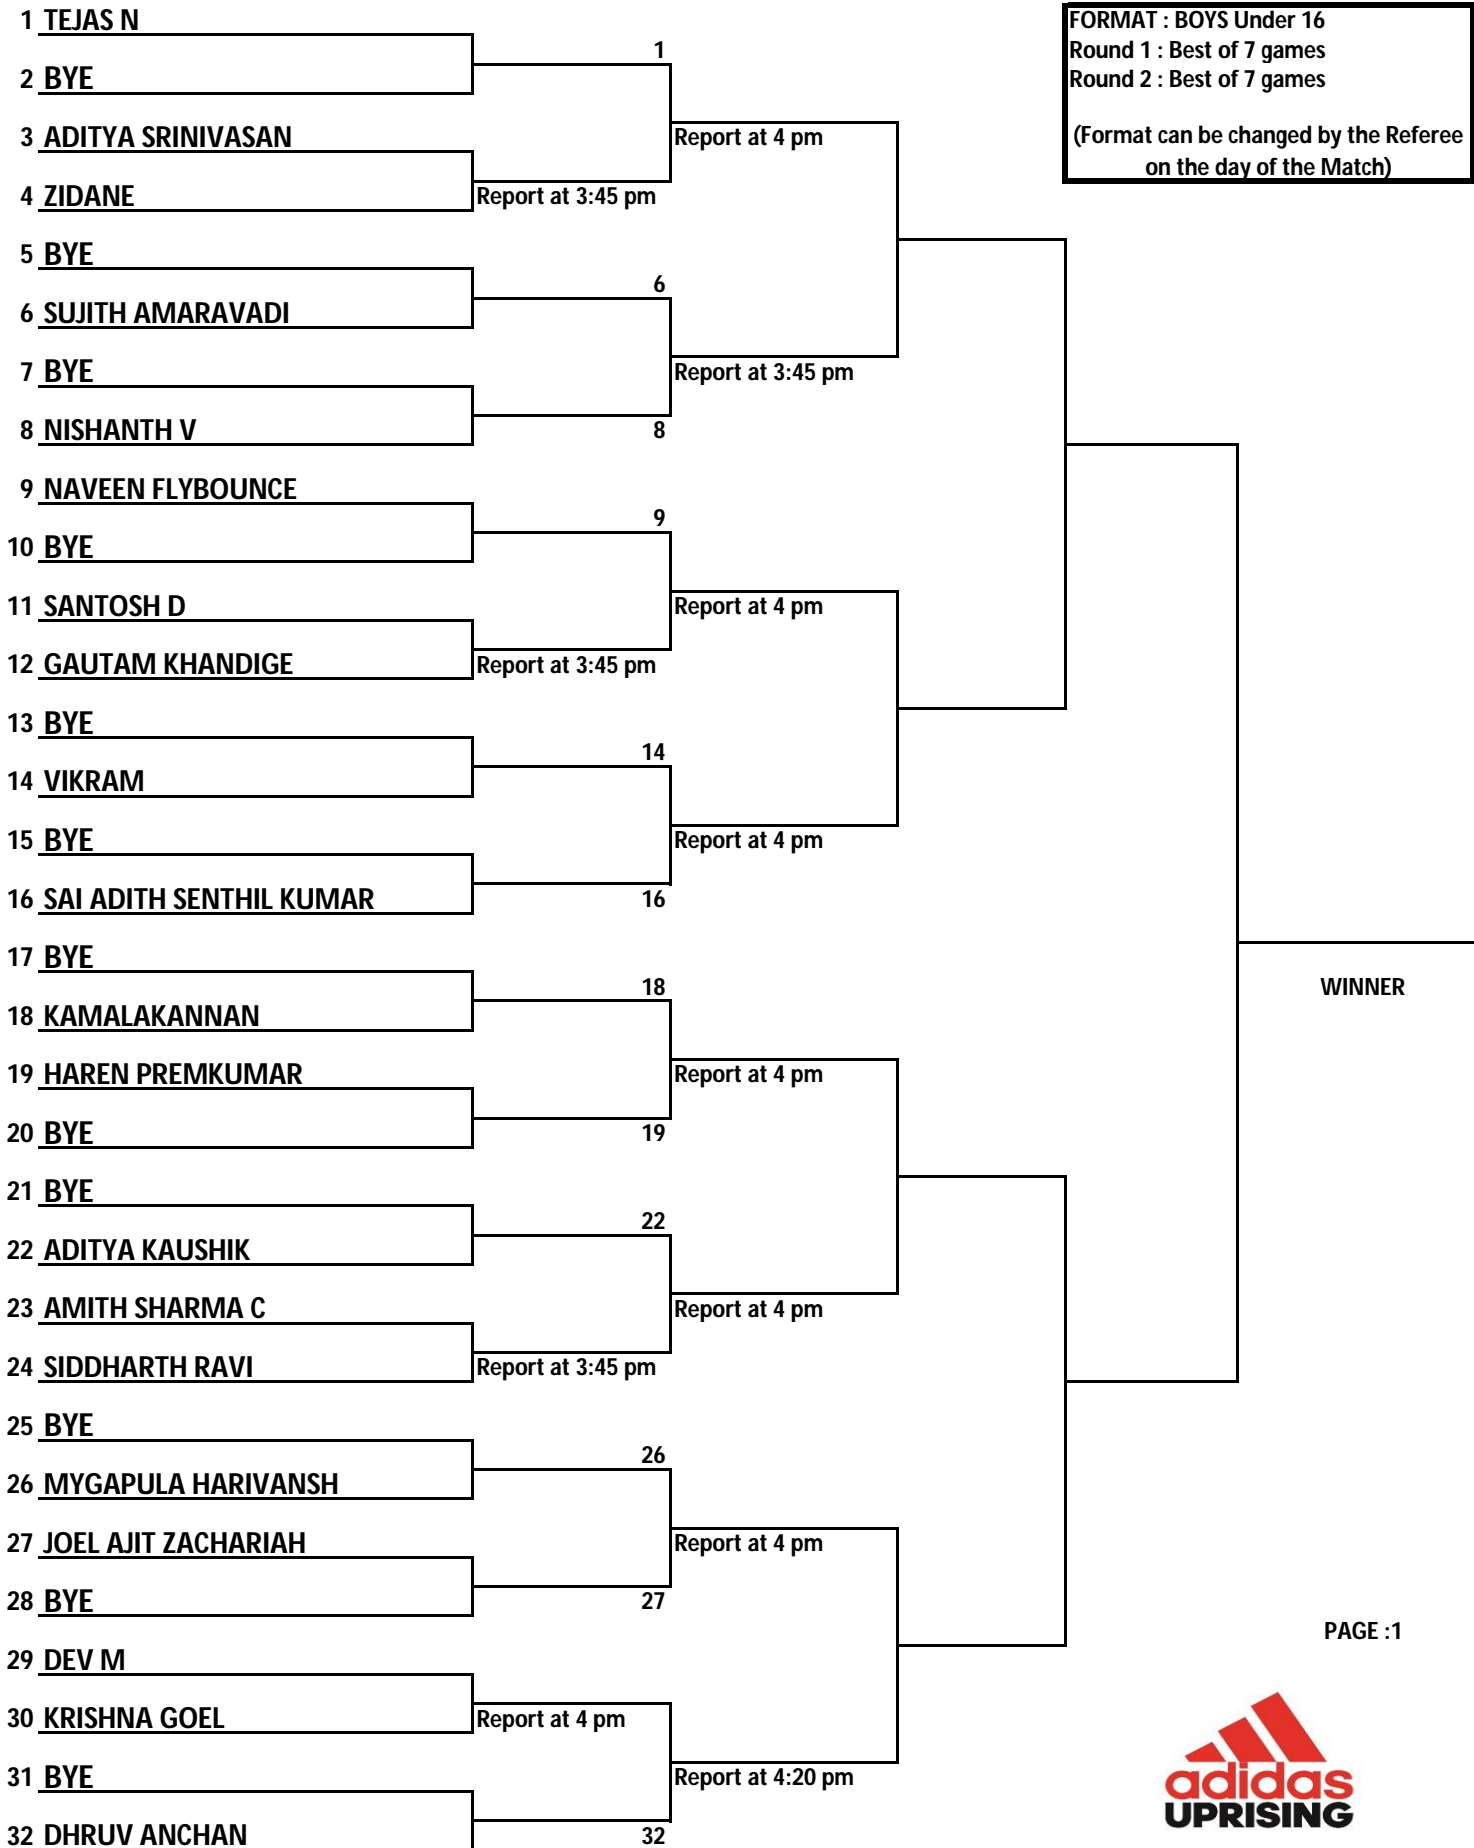 1 TEJAS N
FORMAT : BOYS Under 16
Round 1 : Best of 7 games
Round 2 : Best of 7 games
(Format can be changed by the Referee
on the day of the Match)
1
2 BYE
3 ADITYA SRINIVASAN
Report at 4 pm
4 ZIDANE
Report at 3:45 pm
5 BYE
6
6 SUJITH AMARAVADI
7 BYE
Report at 3:45 pm
8 NISHANTH V
8
9 NAVEEN FLYBOUNCE
9
10 BYE
11 SANTOSH D
Report at 4 pm
12 GAUTAM KHANDIGE
Report at 3:45 pm
13 BYE
14
14 VIKRAM
15 BYE
Report at 4 pm
16 SAI ADITH SENTHIL KUMAR
16
17 BYE
18
WINNER
18 KAMALAKANNAN
19 HAREN PREMKUMAR
Report at 4 pm
20 BYE
19
21 BYE
22
22 ADITYA KAUSHIK
23 AMITH SHARMA C
Report at 4 pm
24 SIDDHARTH RAVI
Report at 3:45 pm
25 BYE
26
26 MYGAPULA HARIVANSH
27 JOEL AJIT ZACHARIAH
Report at 4 pm
28 BYE
27
PAGE :1
29 DEV M
30 KRISHNA GOEL
Report at 4 pm
31 BYE
Report at 4:20 pm
32 DHRUV ANCHAN
32
adidas
UPRISING